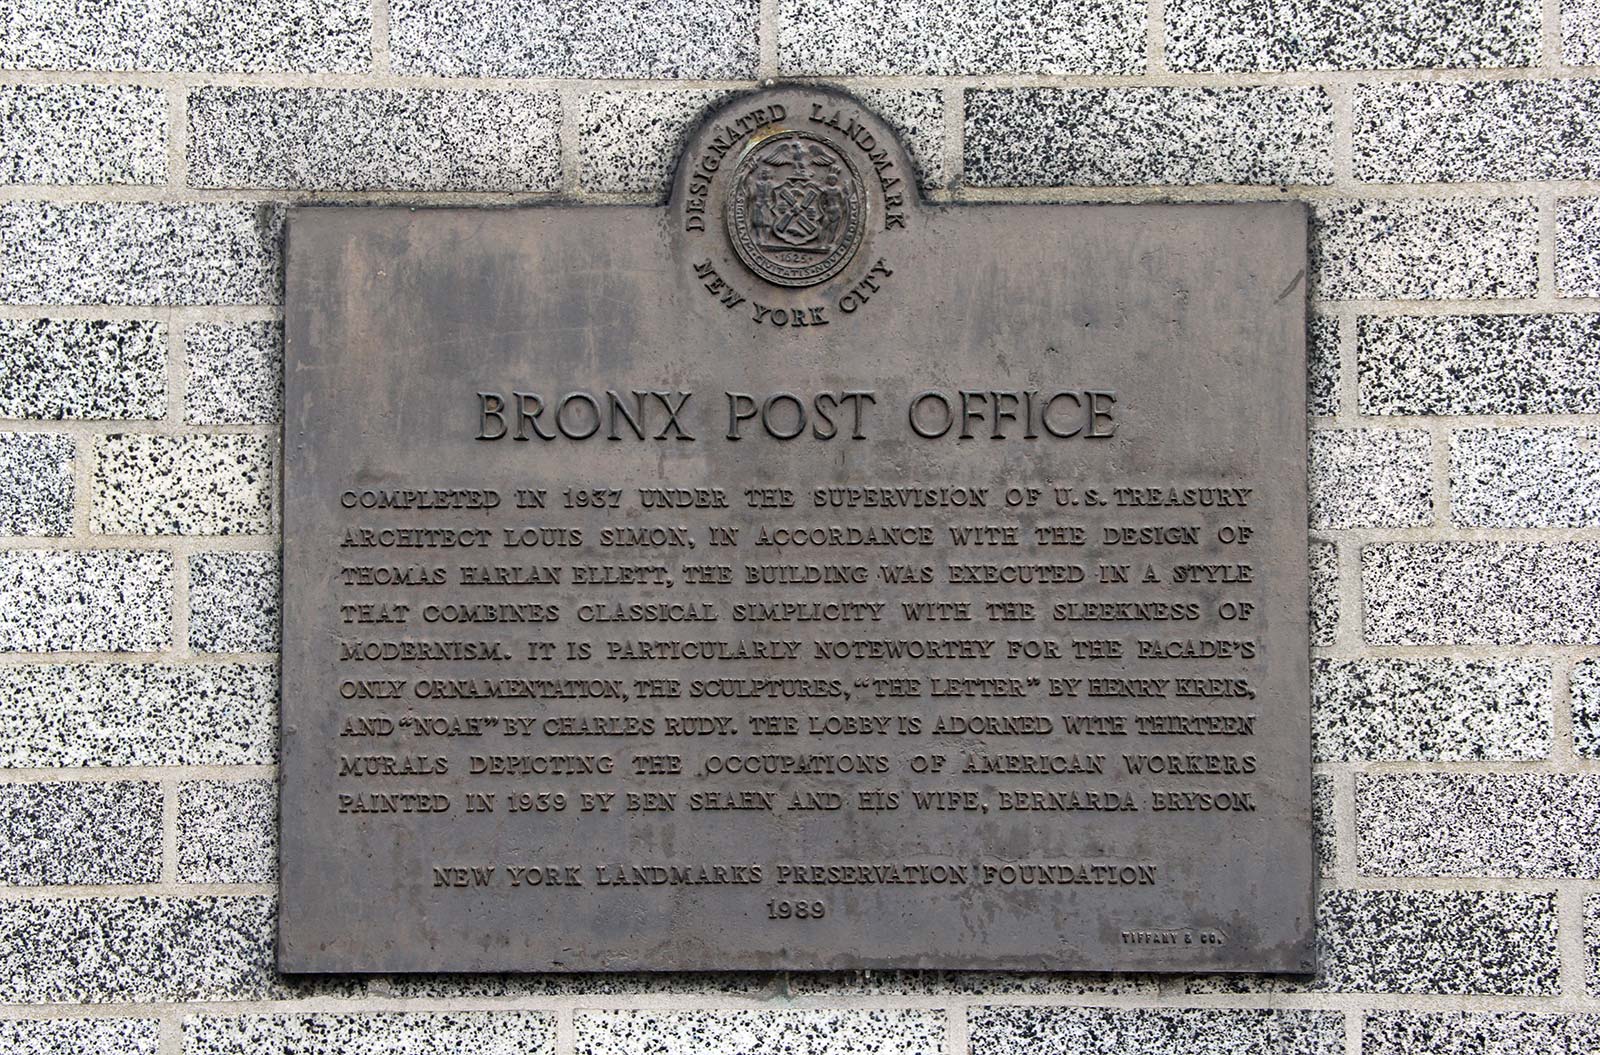 DESIGNATED LANDMARK
NEW YORK CITY
1625
BRONX POST OFFICE
COMPLETED IN 1937 UNDER THE SUPERVISION OF U.S. TREASURY
ARCHITECT LOUIS SIMON, IN ACCORDANCE WITH THE DESIGN OF
THOMAS HARLAN ELLETT, THE BUILDING WAS EXECUTED IN A STYLE
THAT COMBINES CLASSICAL SIMPLICITY WITH THE SLEEKNESS OF
MODERNISM. IT IS PARTICULARLY NOTEWORTHY FOR THE FACADE'S
ONLY ORNAMENTATION, THE SCULPTURES, "THE LETTER" BY HENRY KREIS,
AND "NOAH" BY CHARLES RUDY. THE LOBBY IS ADORNED WITH THIRTEEN
MURALS DEPICTING THE OCCUPATIONS OF AMERICAN WORKERS
PAINTED IN 1939 BY BEN SHAHN AND HIS WIFE, BERNARDA BRYSON.
NEW YORK LANDMARKS PRESERVATION FOUNDATION
1989
TIFFANY & CO.